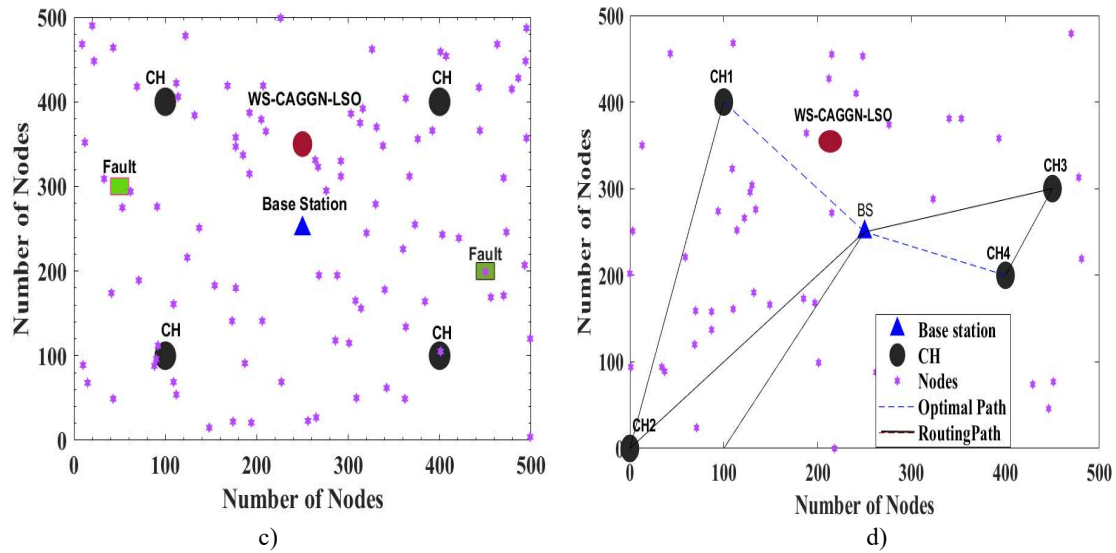 500
400
300
200
100
0
0
100
200
300
400
500
Number of Nodes
Number of Nodes
CH
CH
WS-CAGGN-LSO
Fault
Base Station
Fault
CH
CH
c)
500
400
300
200
100
0
0
100
200
300
400
500
Number of Nodes
Number of Nodes
CH1
WS-CAGGN-LSO
CH3
BS
CH4
CH2
Base station
CH
Nodes
Optimal Path
RoutingPath
d)